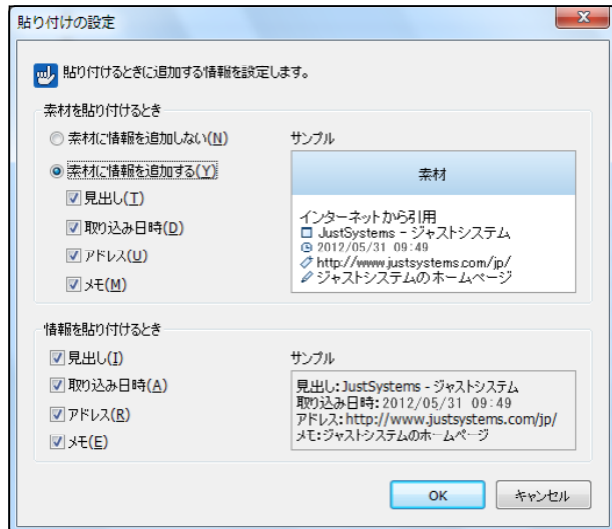 貼り付けの設定
貼り付けるときに追加する情報を設定します。
素材を貼り付けるとき
素材に情報を追加しない(N)
素材に情報を追加する(Y)
見出し(T)
取り込み日時(D)
アドレス(U)
メモ(M)
サンプル
素材
インターネットから引用
JustSystems - ジャストシステム
2012/05/31 09:49
http://www.justsystems.com/jp/
ジャストシステムのホームページ
情報を貼り付けるとき
見出し(I)
取り込み日時(A)
アドレス(R)
メモ(E)
サンプル
見出し:JustSystems - ジャストシステム
取り込み日時:2012/05/31 09:49
アドレス:http://www.justsystems.com/jp/
メモ:ジャストシステムのホームページ
OK
キャンセル